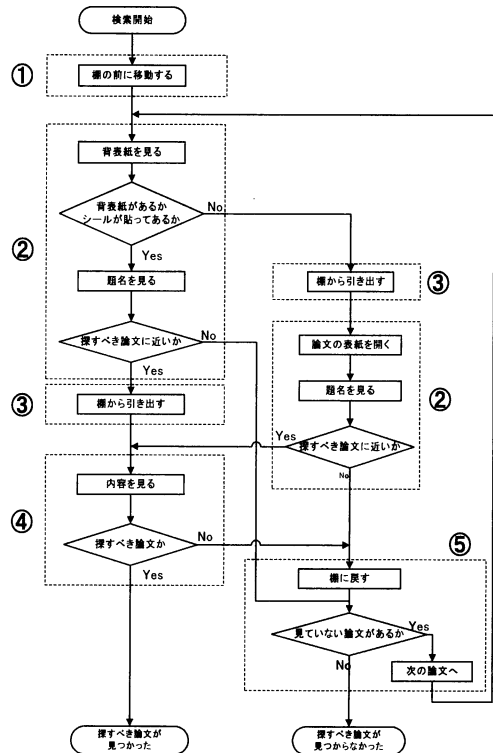 検索開始
①
棚の前に移動する
背表紙を見る
背表紙があるか
シールが貼ってあるか
No
Yes
②
題名を見る
棚から引き出す
③
探すべき論文に近いか
No
Yes
論文の表紙を開く
題名を見る
②
③
棚から引き出す
Yes
探すべき論文に近いか
No
内容を見る
④
探すべき論文か
No
Yes
⑤
棚に戻す
見ていない論文があるか
Yes
No
次の論文へ
探すべき論文が
見つかった
探すべき論文が
見つからなかった